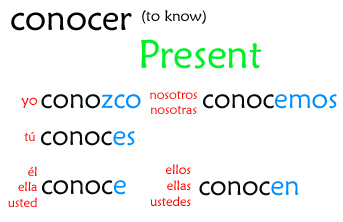 conocer (to know)
Present
yo conozco
nosotros
nosotras conocemos
tú conoces
él
ella
usted conoce
ellos
ellas
ustedes conocen